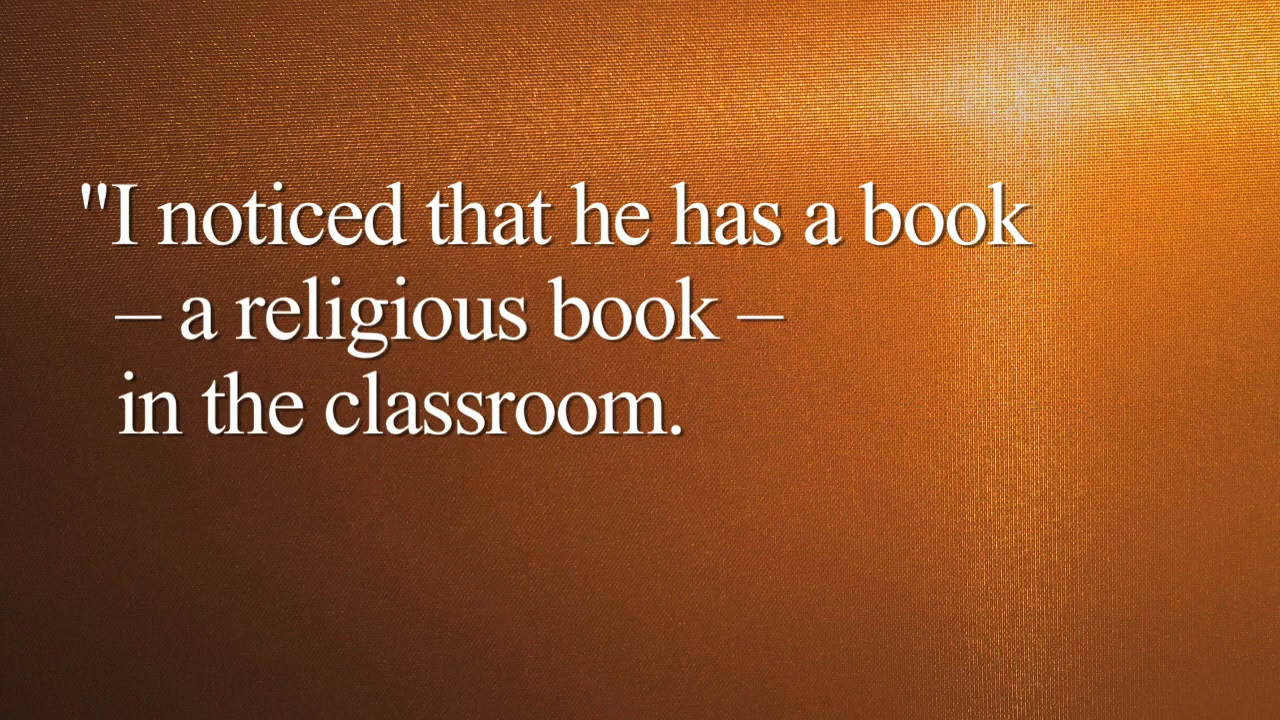 "I noticed that he has a book
– a religious book –
in the classroom.